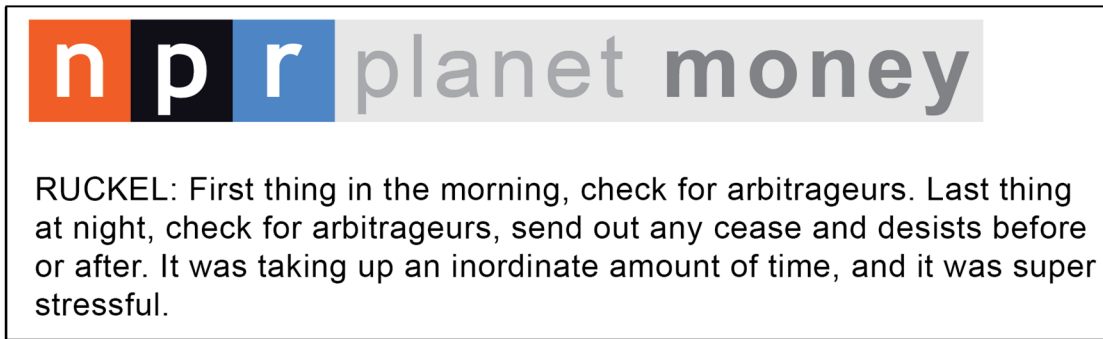 npr planet money
RUCKEL: First thing in the morning, check for arbitrageurs. Last thing
at night, check for arbitrageurs, send out any cease and desists before
or after. It was taking up an inordinate amount of time, and it was super
stressful.